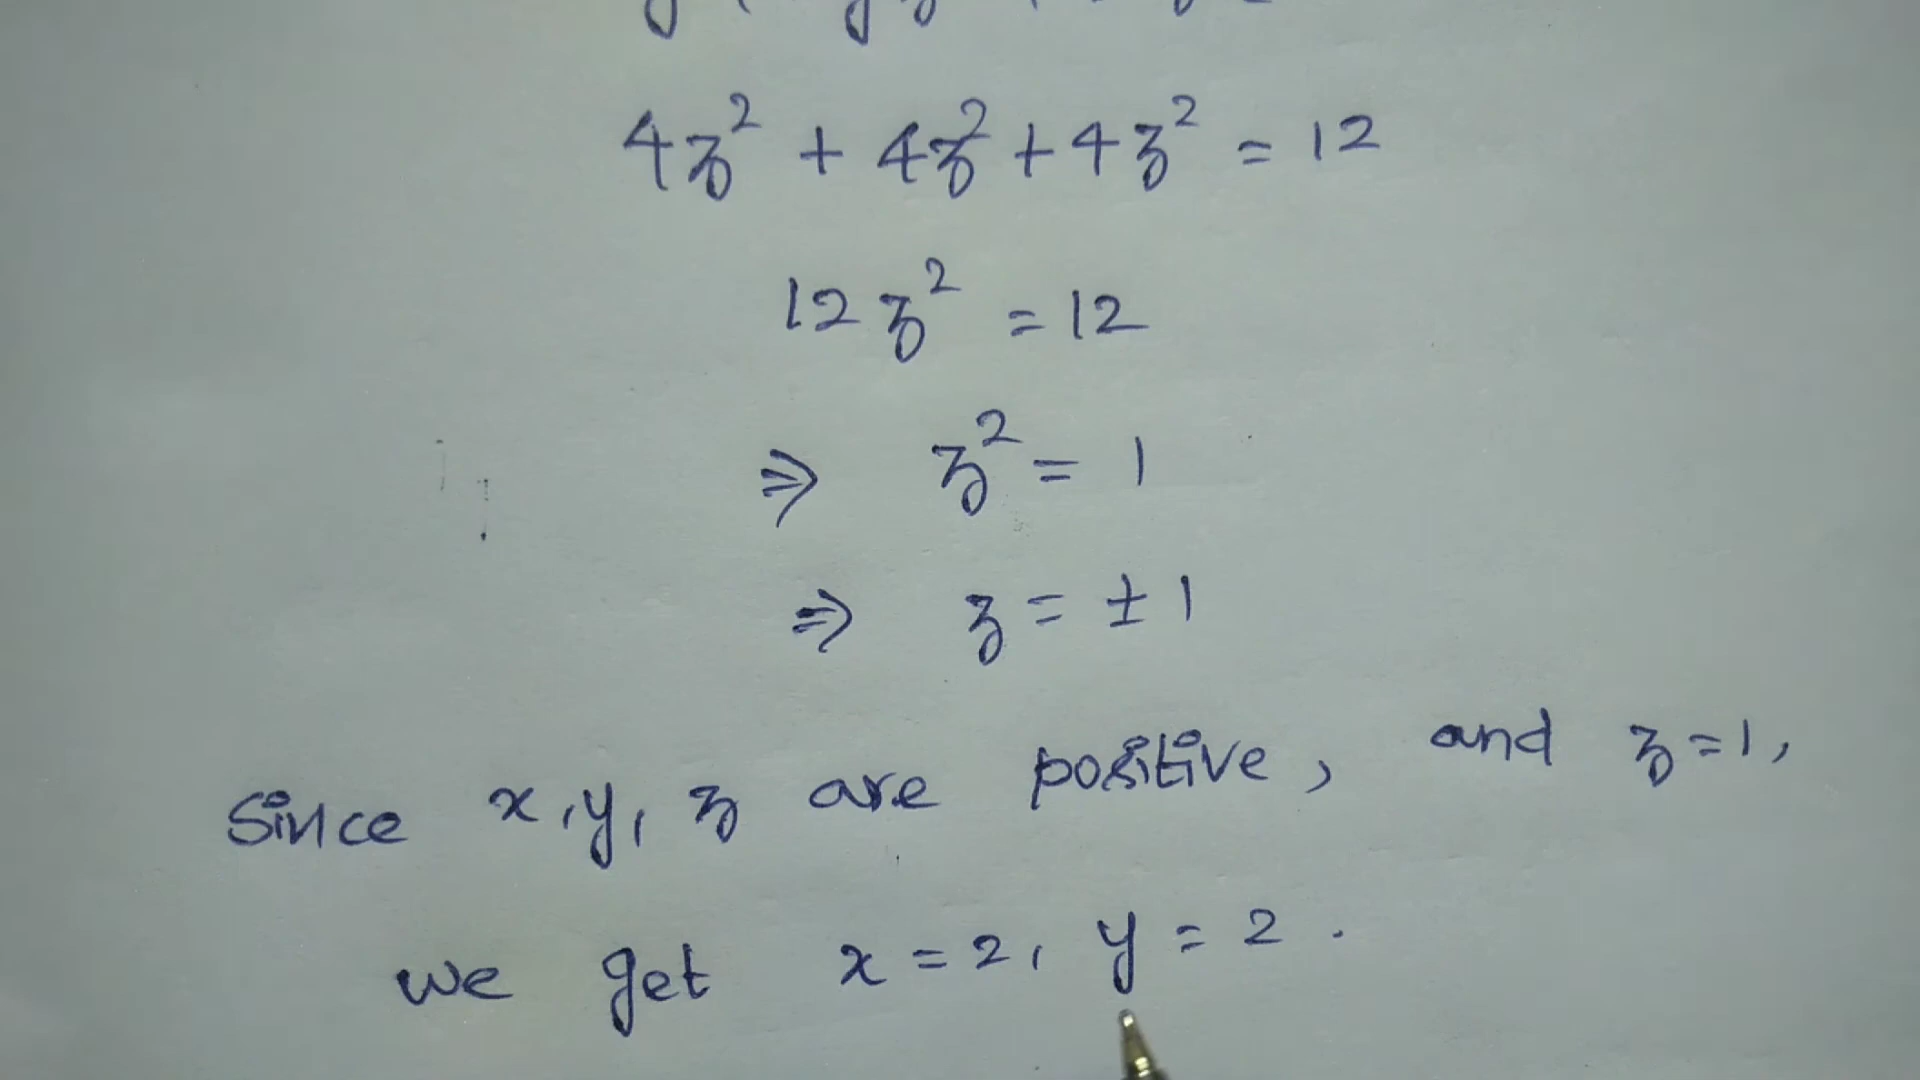 4z² + 4z² + 4z² = 12
12z² = 12
⇒ z² = 1
⇒ z = ±1
Since x, y, z are positive, and z = 1,
we get x = 2, y = 2.